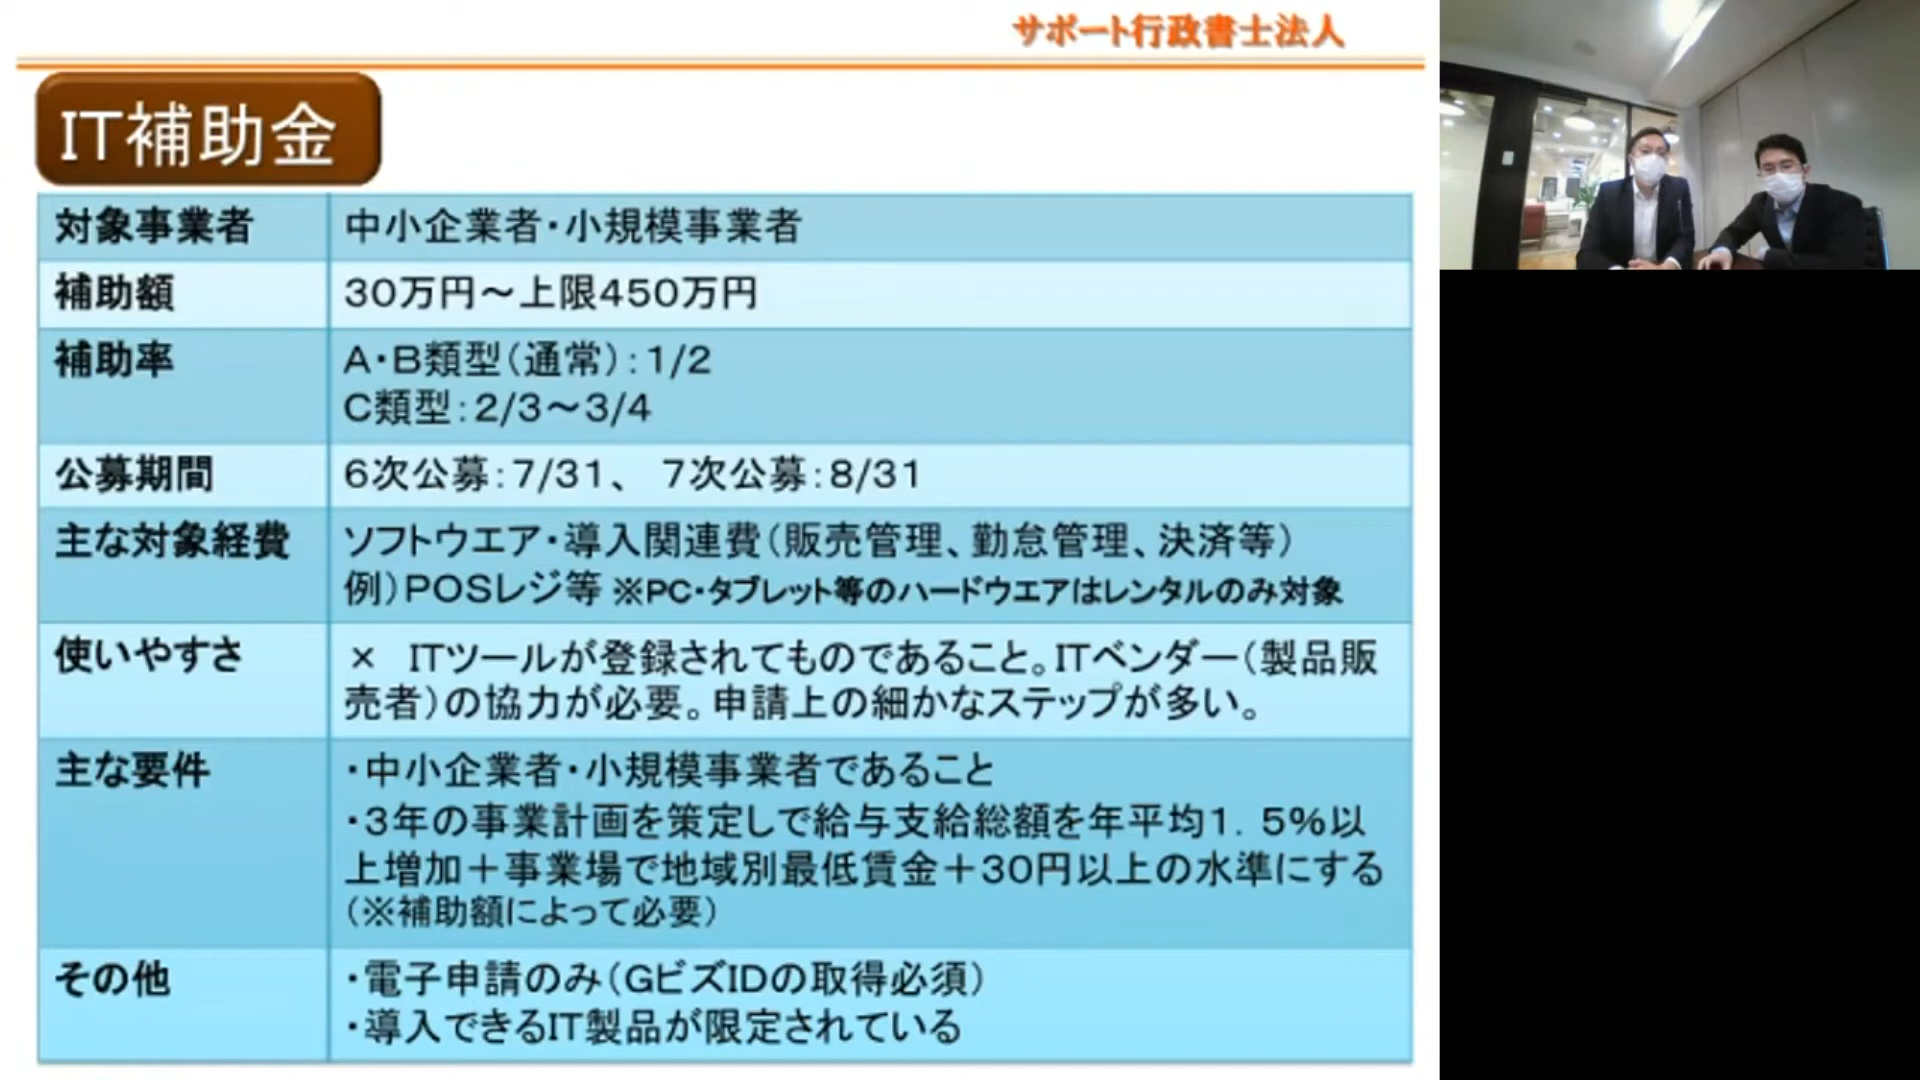 サポート行政書士法人
IT補助金
対象事業者
中小企業者・小規模事業者
補助額
30万円～上限450万円
補助率
A・B類型（通常）：1/2
C類型：2/3～3/4
公募期間
6次公募：7/31、 7次公募：8/31
主な対象経費
ソフトウエア・導入関連費（販売管理、勤怠管理、決済等）
例）POSレジ等 ※PC・タブレット等のハードウエアはレンタルのみ対象
使いやすさ
× ITツールが登録されてものであること。ITベンダー（製品販
売者）の協力が必要。申請上の細かなステップが多い。
主な要件
・中小企業者・小規模事業者であること
・3年の事業計画を策定しで給与支給総額を年平均1．5%以
上増加＋事業場で地域別最低賃金＋30円以上の水準にする
（※補助額によって必要）
その他
・電子申請のみ（GビズIDの取得必須）
・導入できるIT製品が限定されている